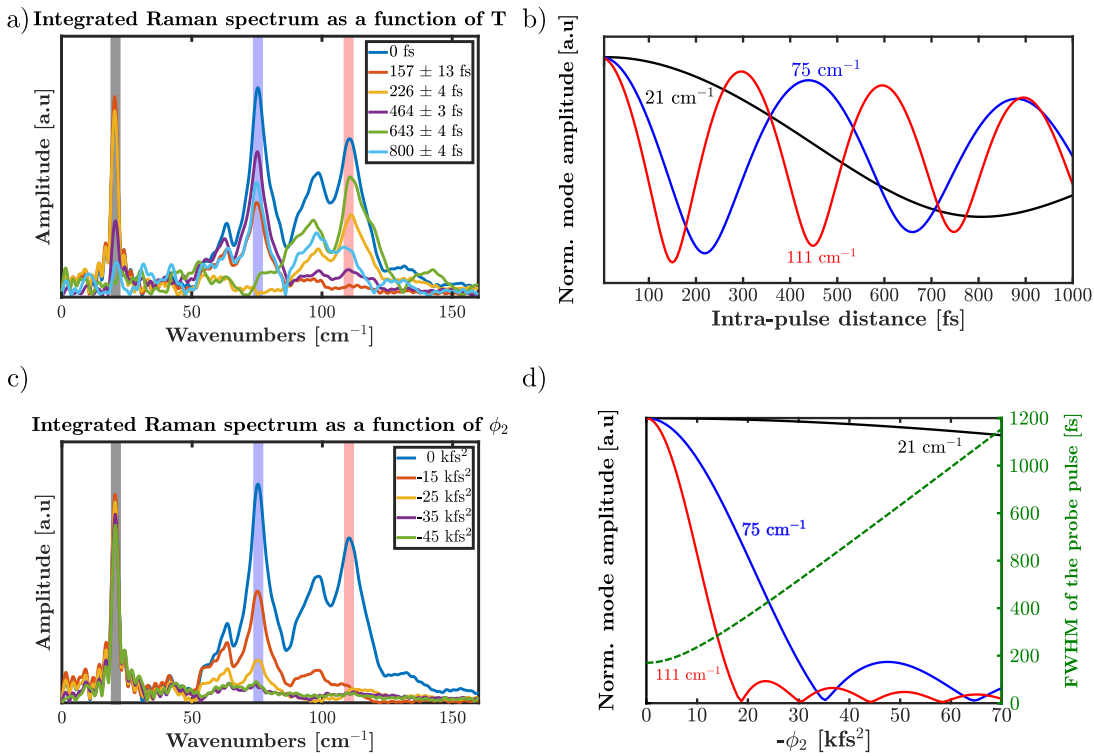 a)
Integrated Raman spectrum as a function of T
Amplitude [a.u]
0 fs
157 ± 13 fs
226 ± 4 fs
464 ± 3 fs
643 ± 4 fs
800 ± 4 fs
0 50 100 150
Wavenumbers [cm⁻¹]
b)
Norm. mode amplitude [a.u]
75 cm⁻¹
21 cm⁻¹
111 cm⁻¹
100 200 300 400 500 600 700 800 900 1000
Intra-pulse distance [fs]
c)
Integrated Raman spectrum as a function of ϕ₂
Amplitude [a.u]
0 kfs²
-15 kfs²
-25 kfs²
-35 kfs²
-45 kfs²
0 50 100 150
Wavenumbers [cm⁻¹]
d)
Norm. mode amplitude [a.u]
21 cm⁻¹
75 cm⁻¹
111 cm⁻¹
0 10 20 30 40 50 60 70
-ϕ₂ [kfs²]
1200
1000
600
800
400
200
0
FWHM of the probe pulse [fs]